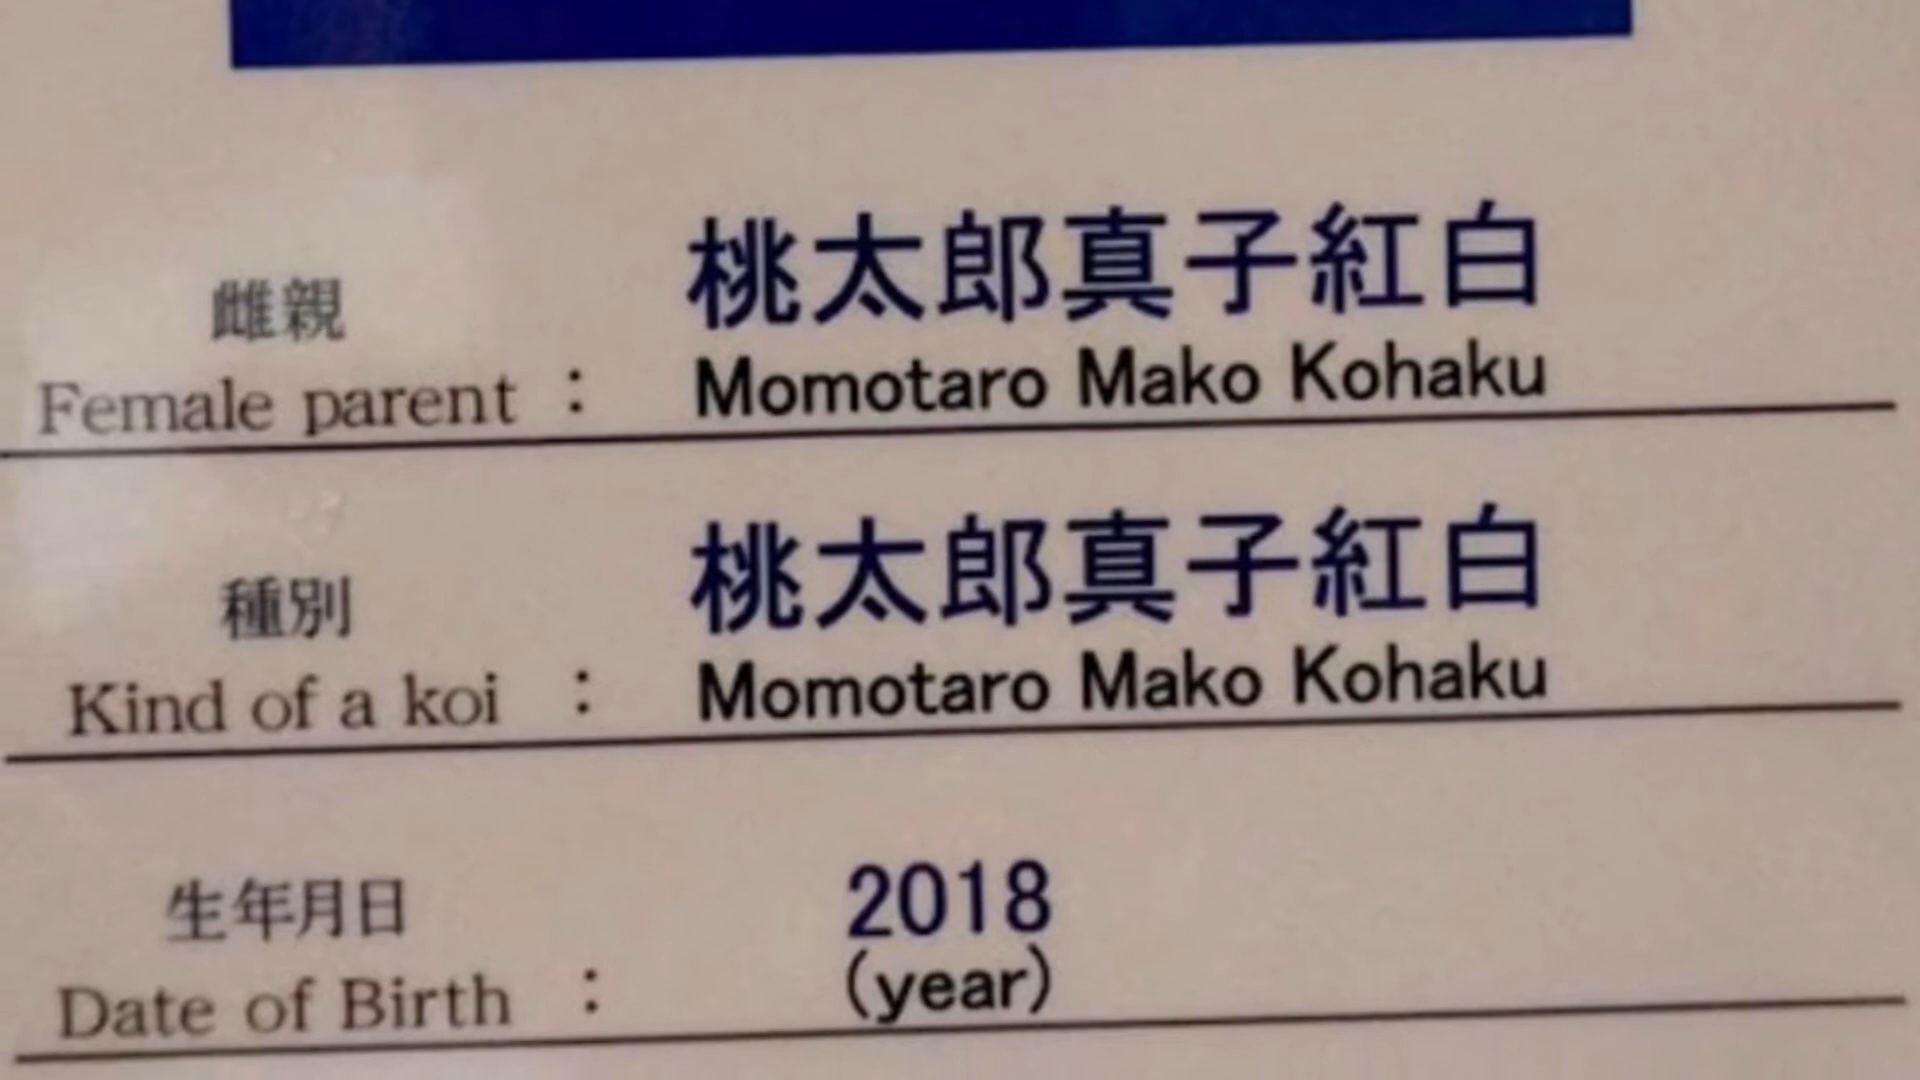 雌親
桃太郎真子紅白
Female parent : Momotaro Mako Kohaku
種別
桃太郎真子紅白
Kind of a koi : Momotaro Mako Kohaku
生年月日
2018
Date of Birth : (year)